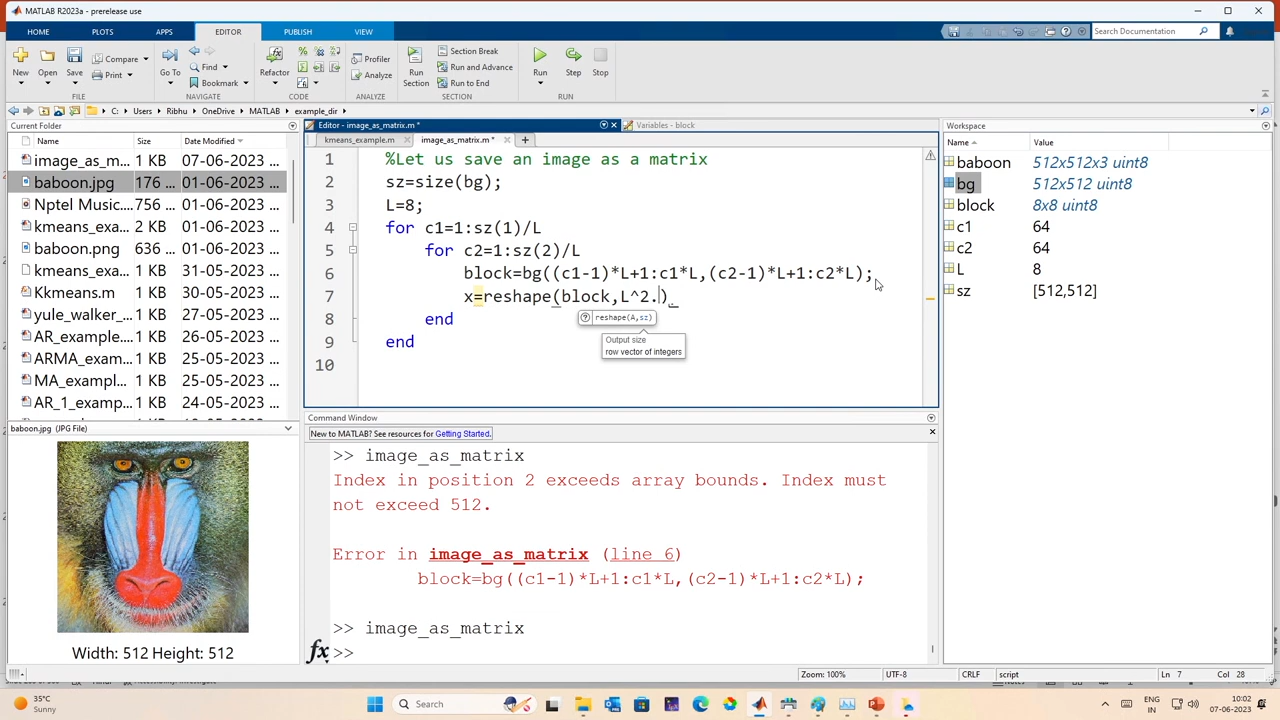 MATLAB R2023a - prerelease use
HOME PLOTS APPS EDITOR PUBLISH VIEW
Search Documentation
New Open Save Compare Print
Go To Find Bookmark
Refactor
Profiler Analyze
Run Section
Section Break
Run and Advance
Run to End
Run Step Stop
FILE NAVIGATE CODE ANALYZE SECTION RUN
C: Users Ribhu OneDrive MATLAB example_dir
Current Folder
Name Size Date Modified
image_as_m... 1 KB 07-06-2023 ...
baboon.jpg 176 ... 01-06-2023 ...
Nptel Music... 756 ... 01-06-2023 ...
kmeans_exa... 2 KB 01-06-2023 ...
baboon.png 636 ... 01-06-2023 ...
kmeans_exa... 1 KB 31-05-2023 ...
Kkmeans.m 1 KB 31-05-2023 ...
yule_walker... 1 KB 31-05-2023 ...
AR_example... 1 KB 26-05-2023 ...
ARMA_exam... 1 KB 25-05-2023 ...
MA_exampl... 1 KB 25-05-2023 ...
AR_1_examp... 1 KB 24-05-2023 ...
baboon.jpg (JPG File)
Width: 512 Height: 512
Editor - image_as_matrix.m *
Variables - block
kmeans_example.m image_as_matrix.m * +
1 %Let us save an image as a matrix
2 sz=size(bg);
3 L=8;
4 for c1=1:sz(1)/L
5 for c2=1:sz(2)/L
6 block=bg((c1-1)*L+1:c1*L,(c2-1)*L+1:c2*L);
7 x=reshape(block,L^2.)
8 end
9 end
10
reshape(A,sz)
Output size
row vector of integers
Command Window
New to MATLAB? See resources for Getting Started.
>> image_as_matrix
Index in position 2 exceeds array bounds. Index must
not exceed 512.
Error in image_as_matrix (line 6)
block=bg((c1-1)*L+1:c1*L,(c2-1)*L+1:c2*L);
>> image_as_matrix
fx >>
Workspace
Name Value
baboon 512x512x3 uint8
bg 512x512 uint8
block 8x8 uint8
c1 64
c2 64
L 8
sz [512,512]
Zoom: 100% UTF-8 CRLF script Ln 7 Col 28
35°C
Sunny
Search
ENG
IN
10:02
07-06-2023